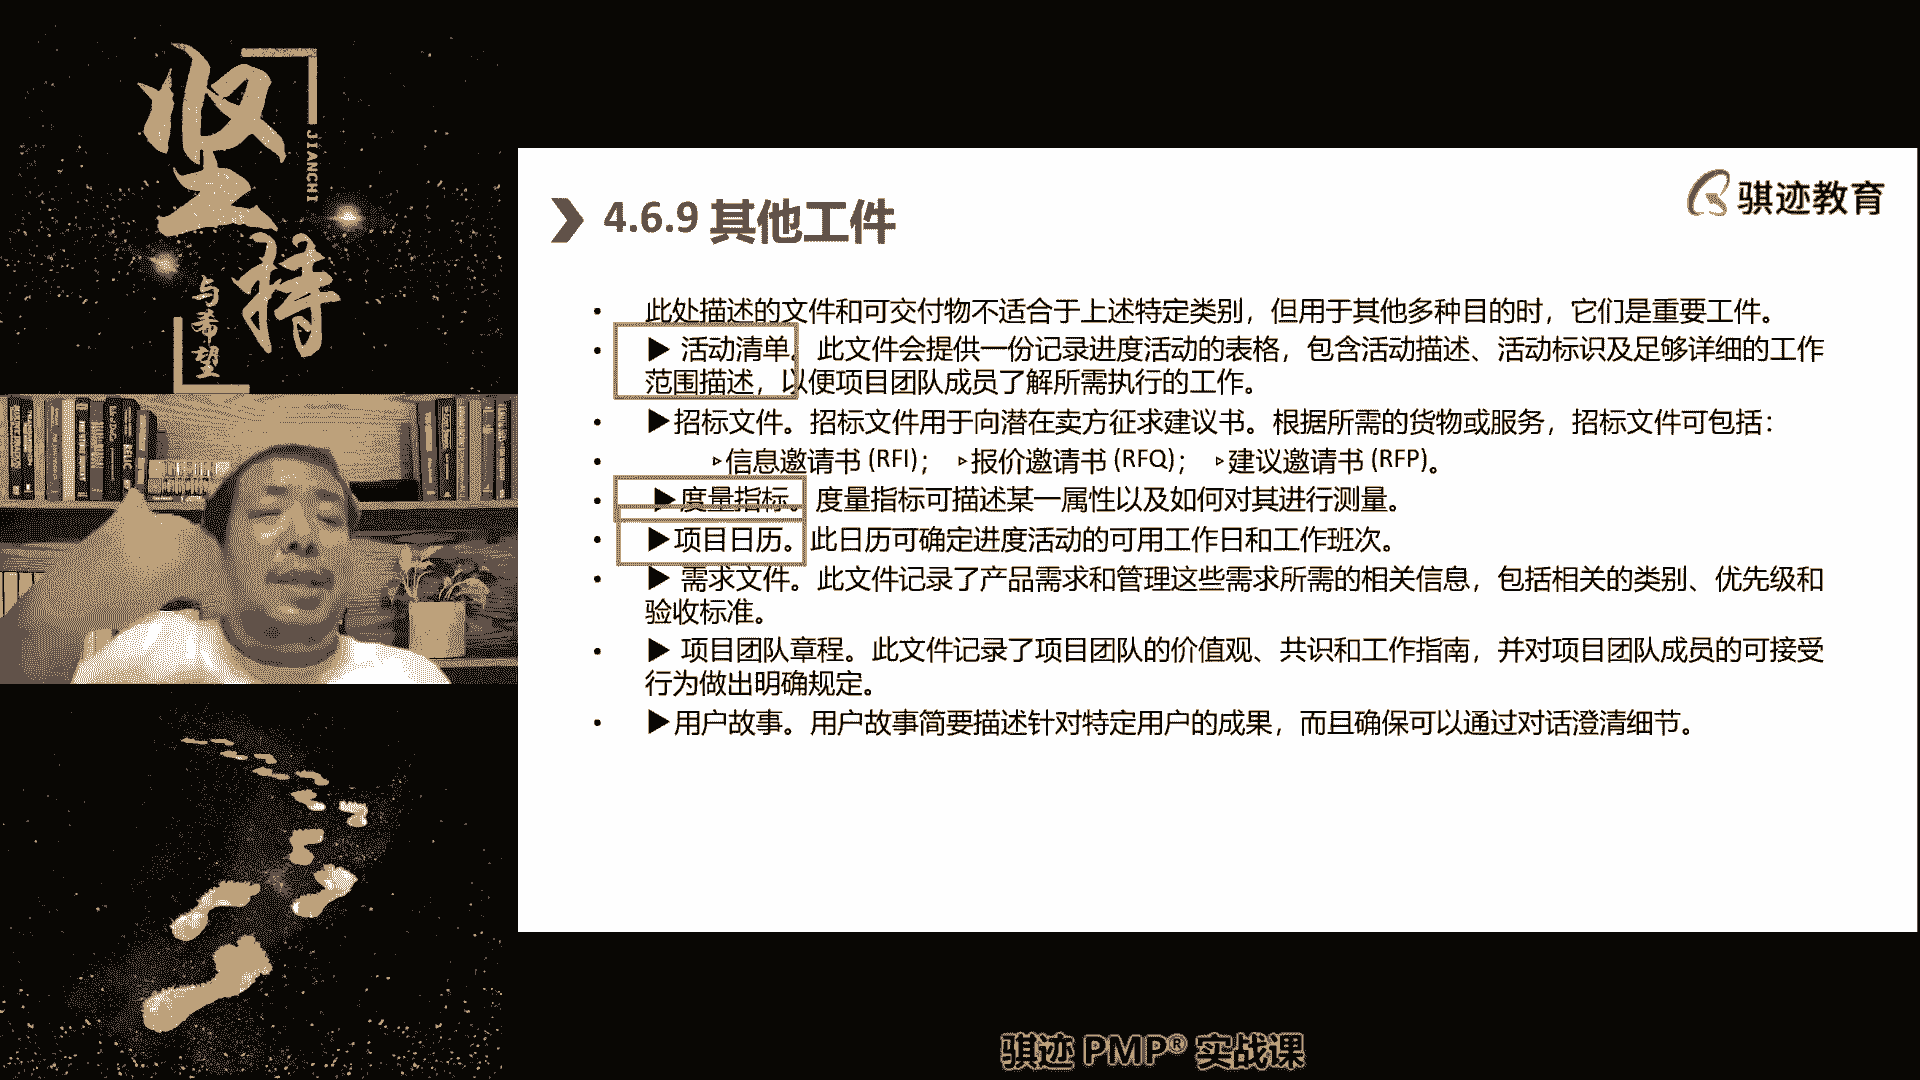 坚持
JIANCHI
与希望
骐迹教育
4.6.9 其他工件
• 此处描述的文件和可交付物不适合于上述特定类别，但用于其他多种目的时，它们是重要工件。
• ▶ 活动清单。此文件会提供一份记录进度活动的表格，包含活动描述、活动标识及足够详细的工作
范围描述，以便项目团队成员了解所需执行的工作。
• ▶招标文件。招标文件用于向潜在卖方征求建议书。根据所需的货物或服务，招标文件可包括：
• ▹信息邀请书 (RFI)； ▹报价邀请书 (RFQ)； ▹建议邀请书 (RFP)。
• ▶度量指标。度量指标可描述某一属性以及如何对其进行测量。
• ▶项目日历。此日历可确定进度活动的可用工作日和工作班次。
• ▶ 需求文件。此文件记录了产品需求和管理这些需求所需的相关信息，包括相关的类别、优先级和
验收标准。
• ▶ 项目团队章程。此文件记录了项目团队的价值观、共识和工作指南，并对项目团队成员的可接受
行为做出明确规定。
• ▶用户故事。用户故事简要描述针对特定用户的成果，而且确保可以通过对话澄清细节。
骐迹 PMP® 实战课